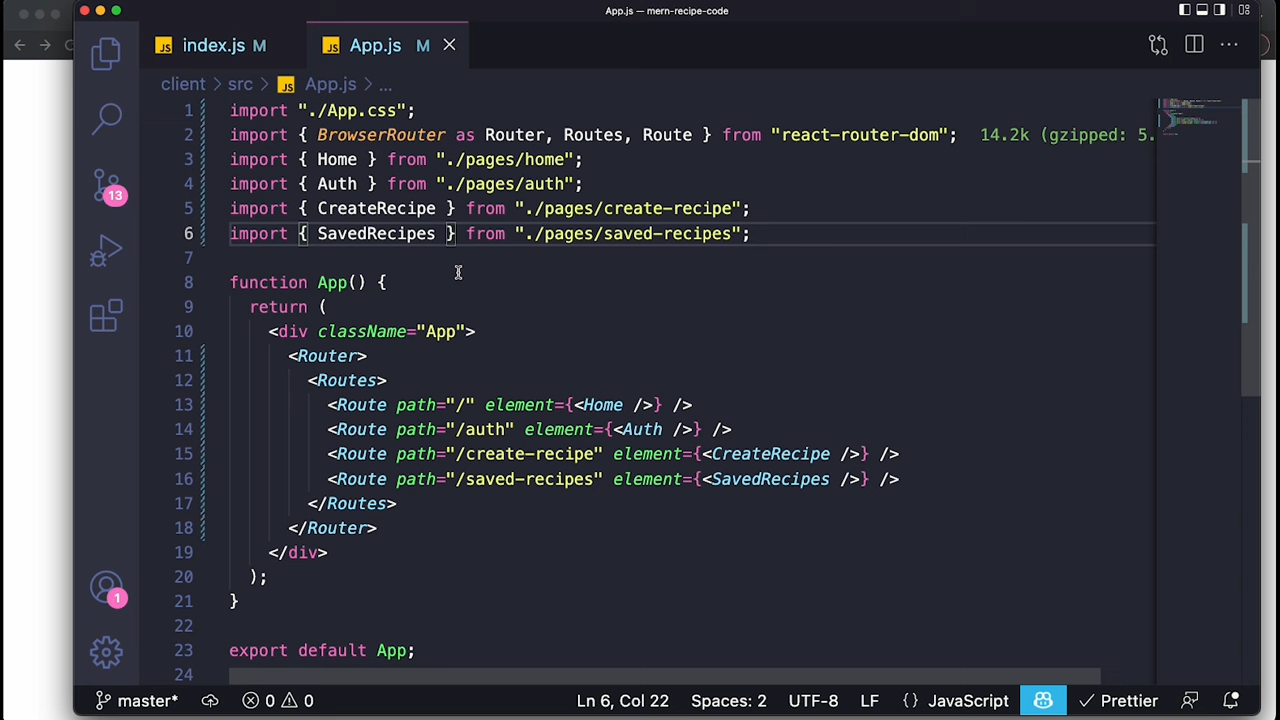 App.js — mern-recipe-code
JS index.js M
JS App.js M
client > src > JS App.js > ...
1 import "./App.css";
2 import { BrowserRouter as Router, Routes, Route } from "react-router-dom"; 14.2k (gzipped: 5.
3 import { Home } from "./pages/home";
4 import { Auth } from "./pages/auth";
5 import { CreateRecipe } from "./pages/create-recipe";
6 import { SavedRecipes } from "./pages/saved-recipes";
7
8 function App() {
9 return (
10 <div className="App">
11 <Router>
12 <Routes>
13 <Route path="/" element={<Home />} />
14 <Route path="/auth" element={<Auth />} />
15 <Route path="/create-recipe" element={<CreateRecipe />} />
16 <Route path="/saved-recipes" element={<SavedRecipes />} />
17 </Routes>
18 </Router>
19 </div>
20 );
21 }
22
23 export default App;
24
13
1
master* 0 0 Ln 6, Col 22 Spaces: 2 UTF-8 LF {} JavaScript Prettier